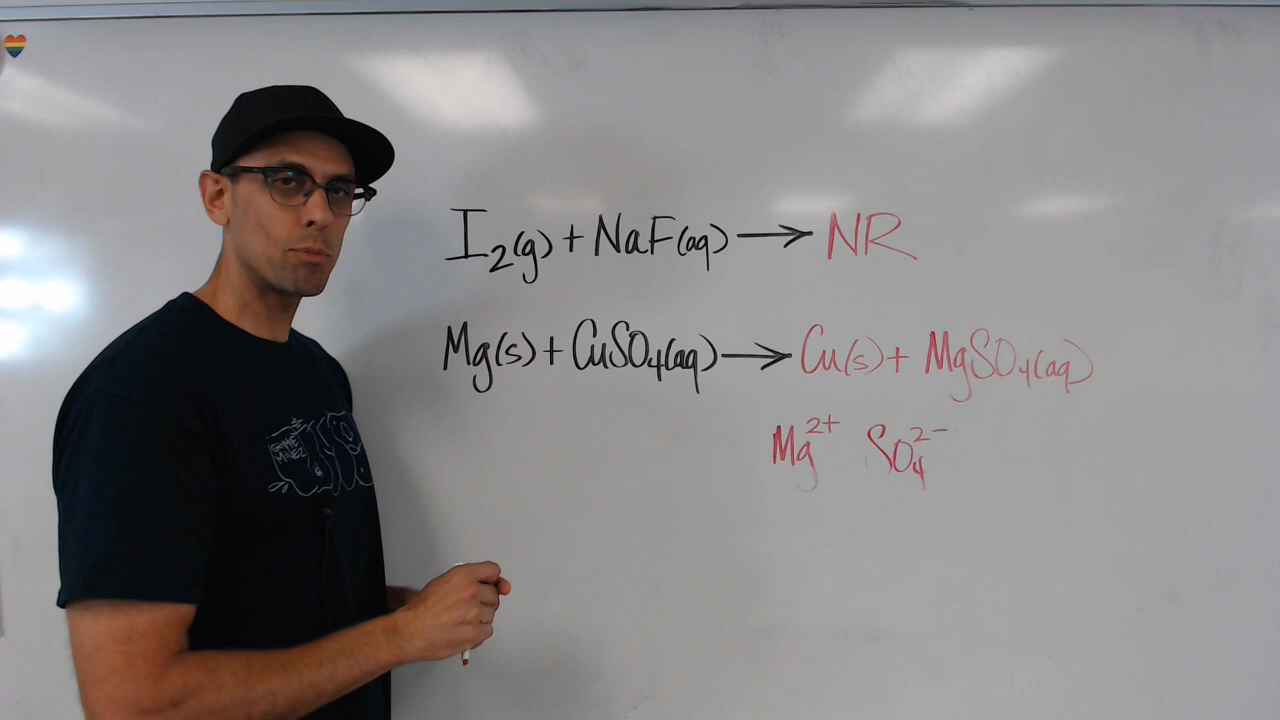 I₂(g) + NaF(aq) → NR
Mg(s) + CuSO₄(aq) → Cu(s) + MgSO₄(aq)
Mg²⁺ SO₄²⁻